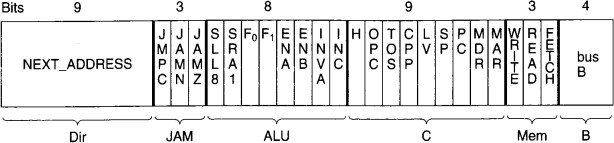 Bits 9 3 8 9 3 4
NEXT_ADDRESS JMPC JAMN JAMZ SLL8 SRA1 F0 F1 ENA ENB INVA INC H OPC TOS CPP LV SP PC MDR MAR WRITE READ FETCH bus B
Dir JAM ALU C Mem B